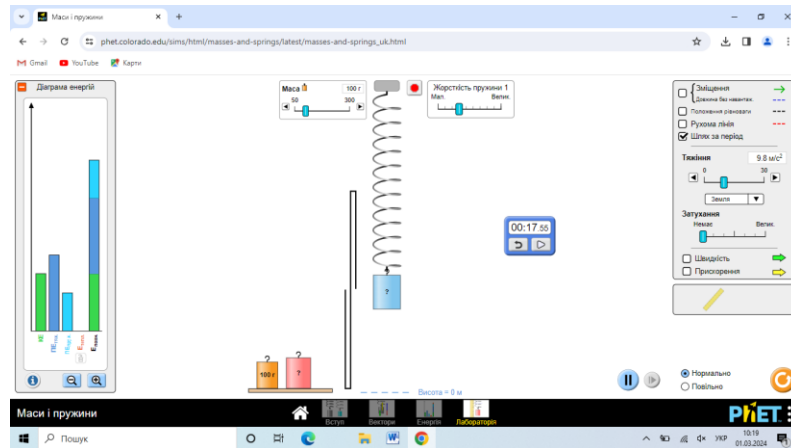 Маси і пружини
phet.colorado.edu/sims/html/masses-and-springs/latest/masses-and-springs_uk.html
Gmail
YouTube
Карти
Діаграма енергій
Маса
100 г
50
300
Жорсткість пружини 1
Мал.
Велик.
Зміщення
Довжина без навантаж.
Положення рівноваги
Рухома лінія
Шлях за період
Тяжіння
9.8 м/с²
0
30
Земля
Затухання
Немає
Велик.
Швидкість
Прискорення
00:17.55
?
100 г
?
Висота = 0 м
Нормально
Повільно
Маси і пружини
Вступ
Вектори
Енергія
Лабораторія
PhET
Пошук
УКР
10:19
01.03.2024